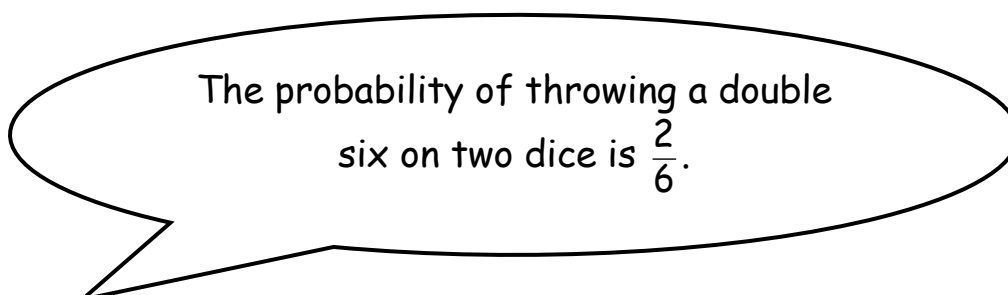 The probability of throwing a double
six on two dice is 2/6.